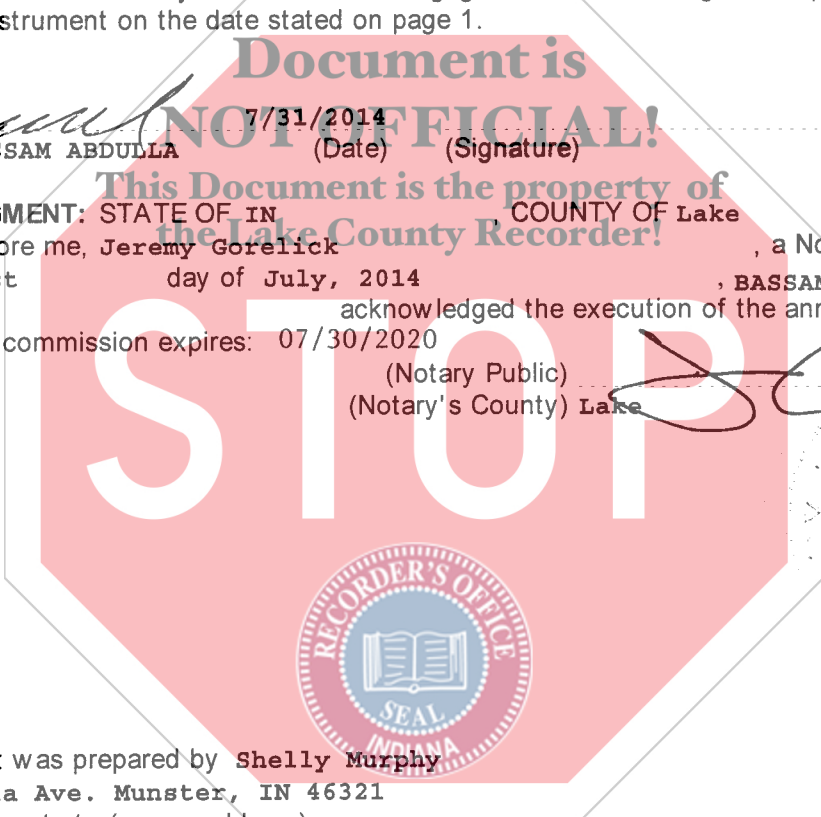 strument on the date stated on page 1.
Document is
NOT OFFICIAL!
7/31/2014
SAM ABDULLA (Date) (Signature)
This Document is the property of
MENT: STATE OF IN , COUNTY OF Lake
the Lake County Recorder!
ore me, Jeremy Gorelick , a No
t day of July, 2014 , BASSAM
acknowledged the execution of the
commission expires: 07/30/2020
(Notary Public)
(Notary's County) Lake
STOP
RECORDER'S OFFICE
SEAL
INDIANA
was prepared by Shelly Murphy
a Ave. Munster, IN 46321